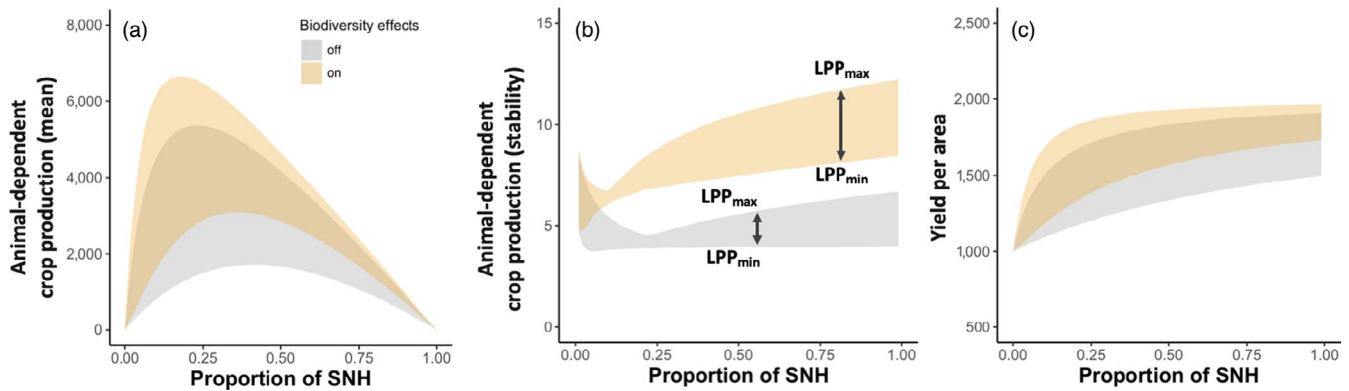 (a)
Biodiversity effects
off
on
Animal-dependent
crop production (mean)
8,000
6,000
4,000
2,000
0
0.00 0.25 0.50 0.75 1.00
Proportion of SNH
(b)
Animal-dependent
crop production (stability)
15
10
5
0
LPPmax
LPPmin
LPPmax
LPPmin
0.00 0.25 0.50 0.75 1.00
Proportion of SNH
(c)
Yield per area
2,500
2,000
1,500
1,000
500
0.00 0.25 0.50 0.75 1.00
Proportion of SNH